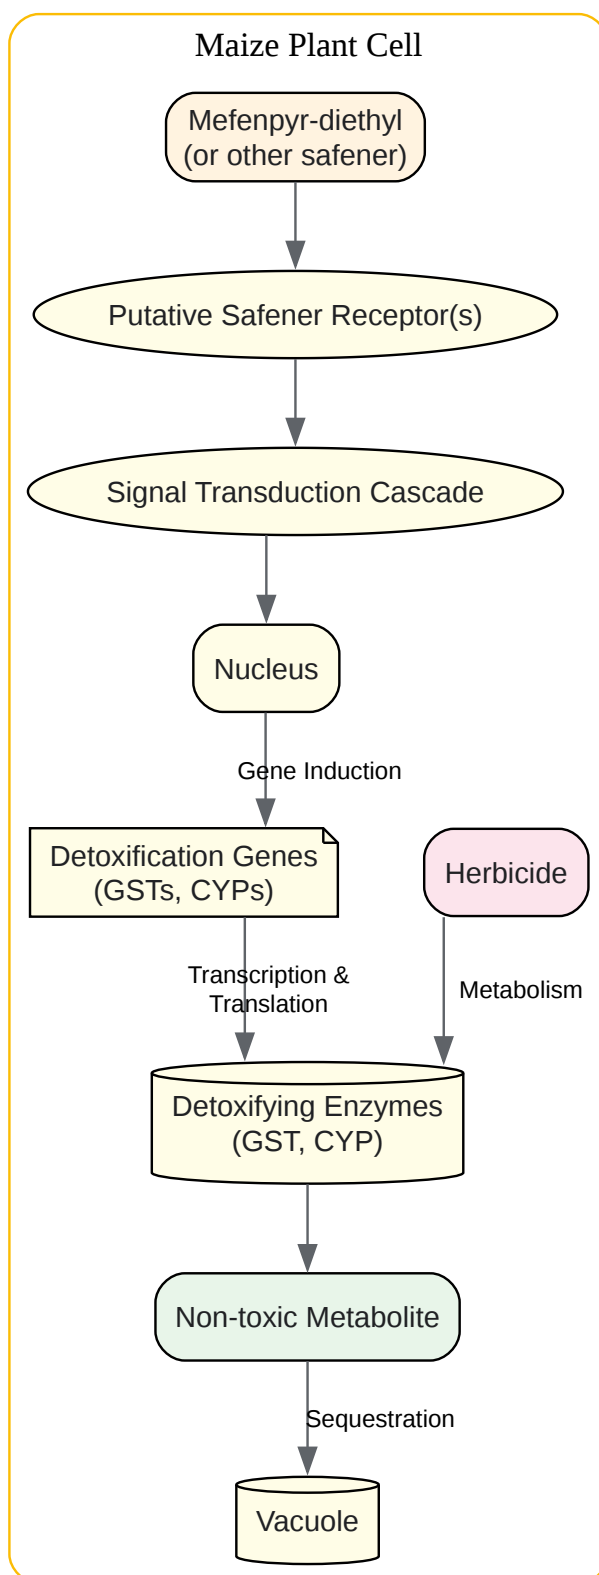 Maize Plant Cell
Mefenpyr-diethyl
(or other safener)
Putative Safener Receptor(s)
Signal Transduction Cascade
Nucleus
Gene Induction
Detoxification Genes
(GSTs, CYPs)
Herbicide
Transcription &
Translation
Metabolism
Detoxifying Enzymes
(GST, CYP)
Non-toxic Metabolite
Sequestration
Vacuole